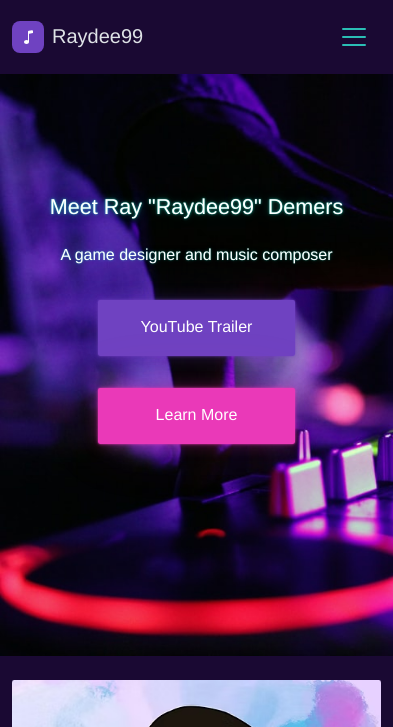 Raydee99
Meet Ray "Raydee99" Demers
A game designer and music composer
YouTube Trailer
Learn More